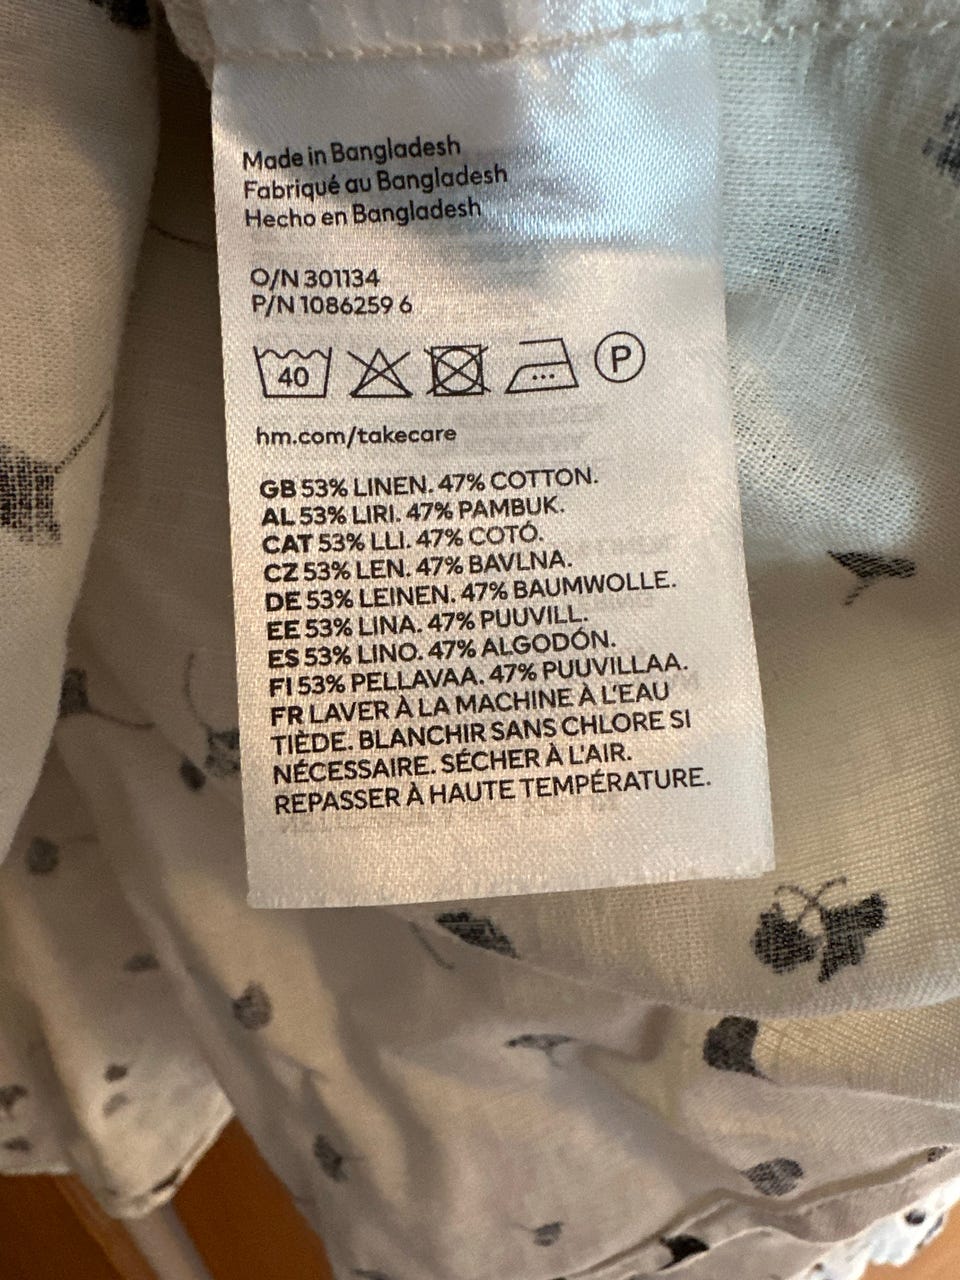 Made in Bangladesh
Fabriqué au Bangladesh
Hecho en Bangladesh
O/N 301134
P/N 1086259 6
40 P
hm.com/takecare
GB 53% LINEN. 47% COTTON.
AL 53% LIRI. 47% PAMBUK.
CAT 53% LLI. 47% COTÓ.
CZ 53% LEN. 47% BAVLNA.
DE 53% LEINEN. 47% BAUMWOLLE.
EE 53% LINA. 47% PUUVILL.
ES 53% LINO. 47% ALGODÓN.
FI 53% PELLAVAA. 47% PUUVILLAA.
FR LAVER À LA MACHINE À L'EAU
TIÈDE. BLANCHIR SANS CHLORE SI
NÉCESSAIRE. SÉCHER À L'AIR.
REPASSER À HAUTE TEMPÉRATURE.